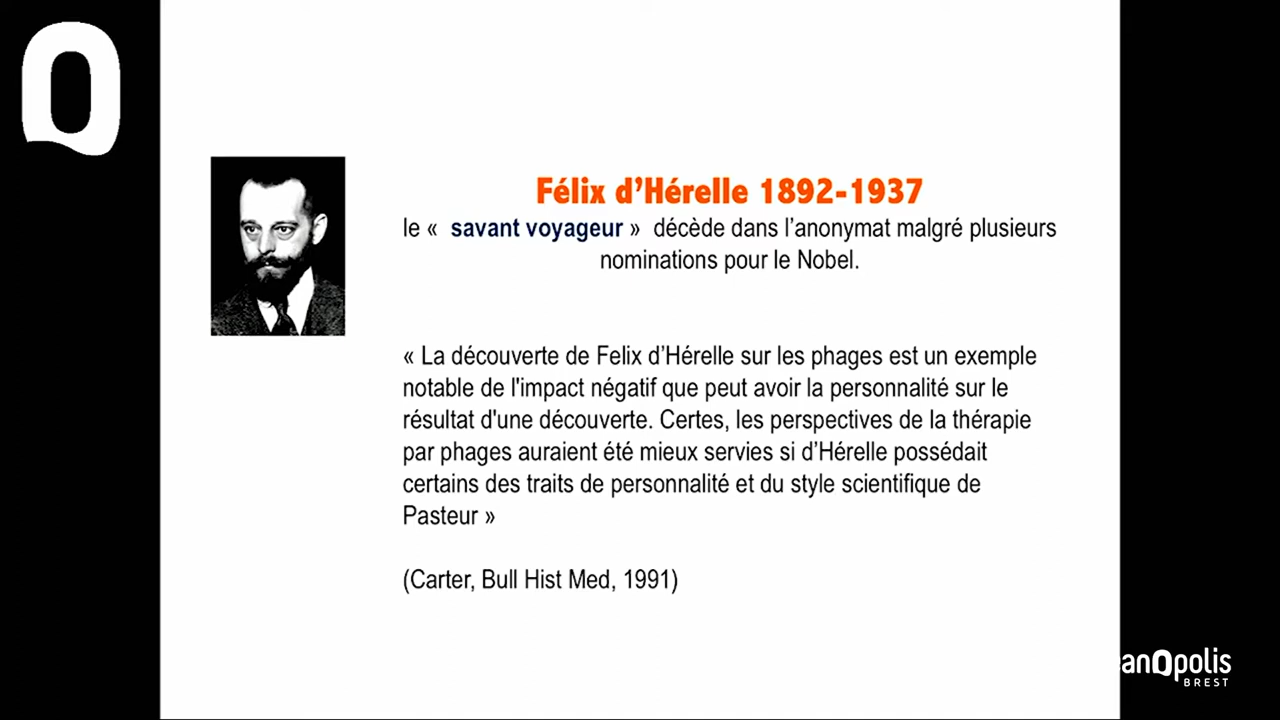 Félix d’Hérelle 1892-1937
le « savant voyageur » décède dans l’anonymat malgré plusieurs
nominations pour le Nobel.
« La découverte de Felix d’Hérelle sur les phages est un exemple
notable de l'impact négatif que peut avoir la personnalité sur le
résultat d'une découverte. Certes, les perspectives de la thérapie
par phages auraient été mieux servies si d’Hérelle possédait
certains des traits de personnalité et du style scientifique de
Pasteur »
(Carter, Bull Hist Med, 1991)
anOpolis
BREST